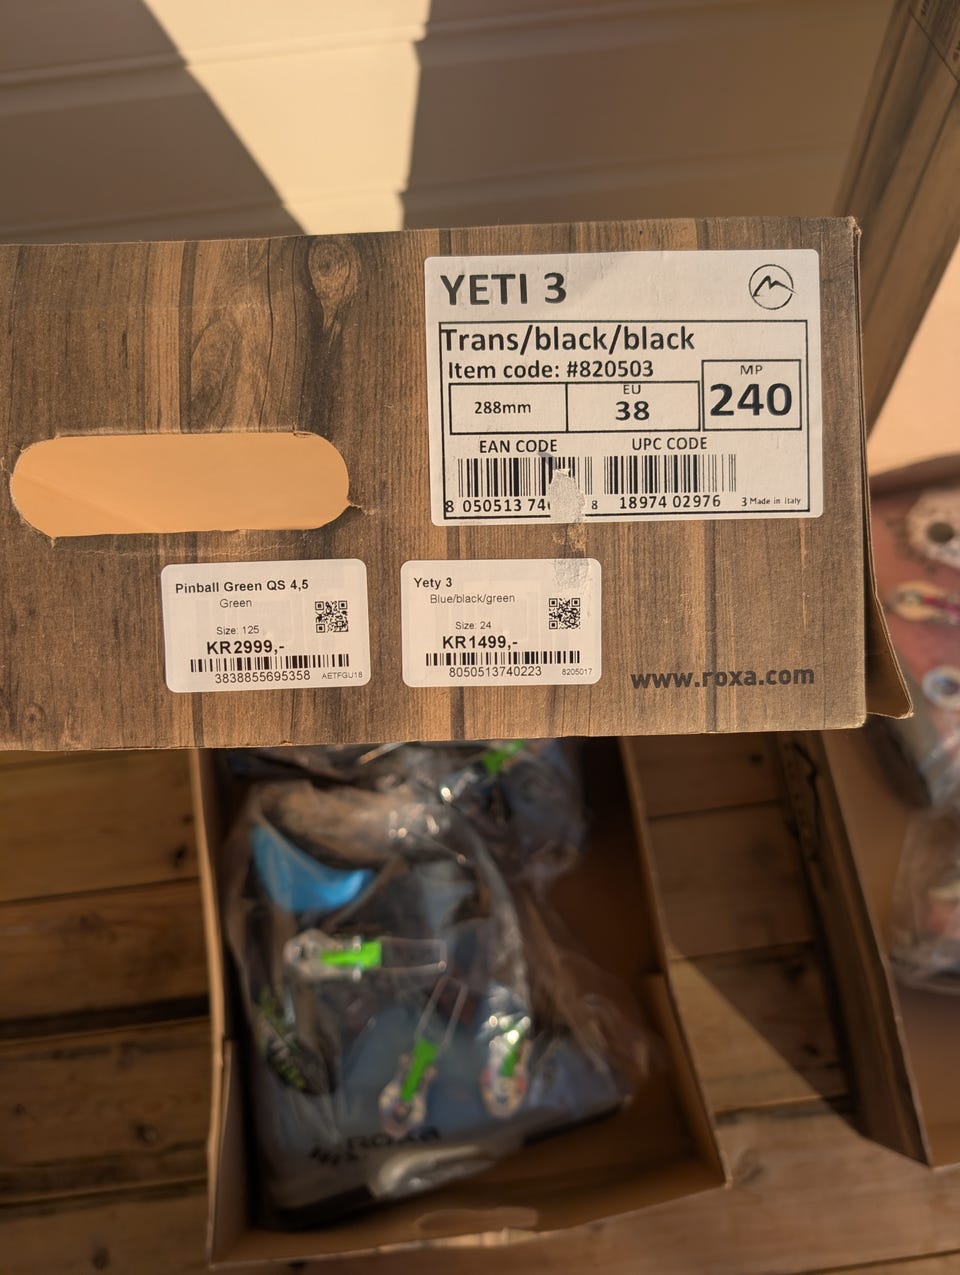 YETI 3
Trans/black/black
Item code: #820503
288mm
EU
38
MP
240
EAN CODE
UPC CODE
8 050513 74
8 18974 02976 3
Made in Italy
Pinball Green QS 4,5
Green
Size: 125
KR2999,-
3838855695358
AETFGU18
Yety 3
Blue/black/green
Size: 24
KR1499,-
8050513740223
8205017
www.roxa.com
ROXA